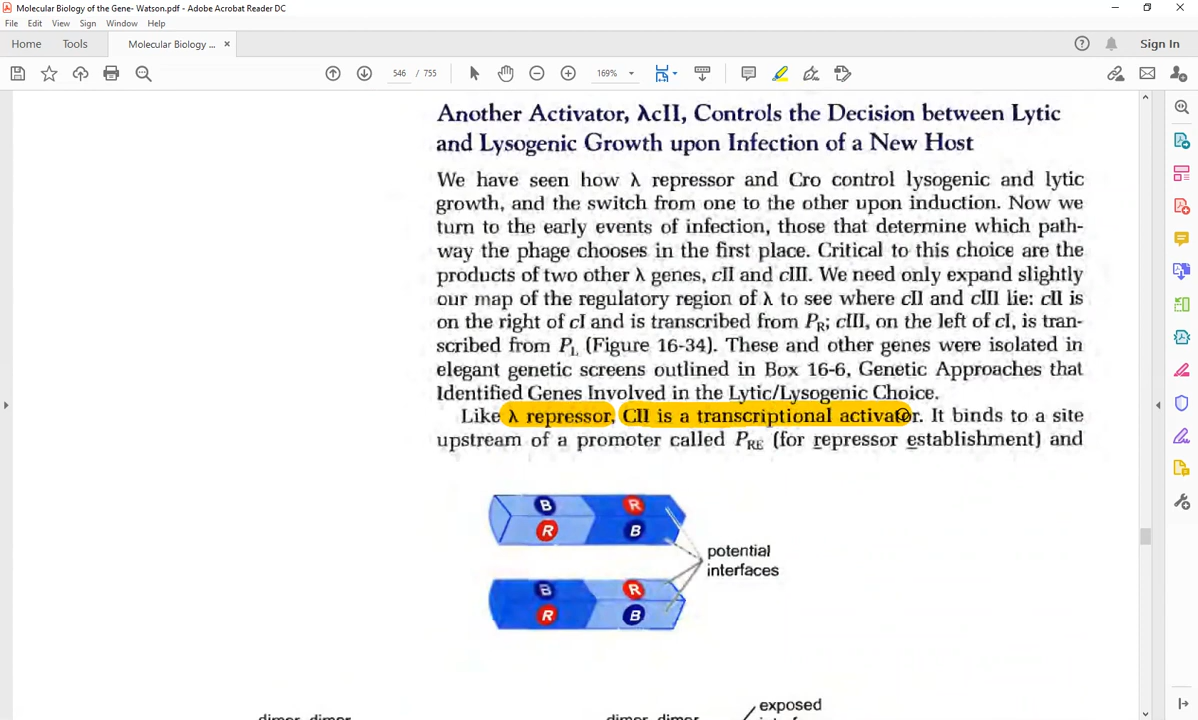 Molecular Biology of the Gene- Watson.pdf - Adobe Acrobat Reader DC
File Edit View Sign Window Help
Home Tools Molecular Biology ... × Sign In
546 / 755 169%
Another Activator, λcII, Controls the Decision between Lytic
and Lysogenic Growth upon Infection of a New Host
We have seen how λ repressor and Cro control lysogenic and lytic
growth, and the switch from one to the other upon induction. Now we
turn to the early events of infection, those that determine which path-
way the phage chooses in the first place. Critical to this choice are the
products of two other λ genes, cII and cIII. We need only expand slightly
our map of the regulatory region of λ to see where cII and cIII lie: cII is
on the right of cI and is transcribed from PR; cIII, on the left of cI, is tran-
scribed from PL (Figure 16-34). These and other genes were isolated in
elegant genetic screens outlined in Box 16-6, Genetic Approaches that
Identified Genes Involved in the Lytic/Lysogenic Choice.
Like λ repressor, CII is a transcriptional activator. It binds to a site
upstream of a promoter called PRE (for repressor establishment) and
B R
R B
potential
interfaces
B R
R B
exposed
dimer dimer dimer dimer